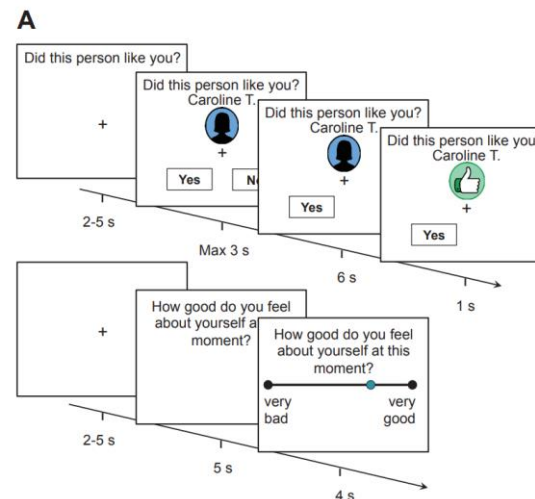 A
Did this person like you?
+
2-5 s
Did this person like you?
Caroline T.
+
Yes
Max 3 s
Did this person like you?
Caroline T.
+
Yes
6 s
Did this person like you
Caroline T.
+
Yes
1 s
+
2-5 s
How good do you feel
about yourself at
moment?
5 s
How good do you feel
about yourself at this
moment?
very
bad
very
good
4 s